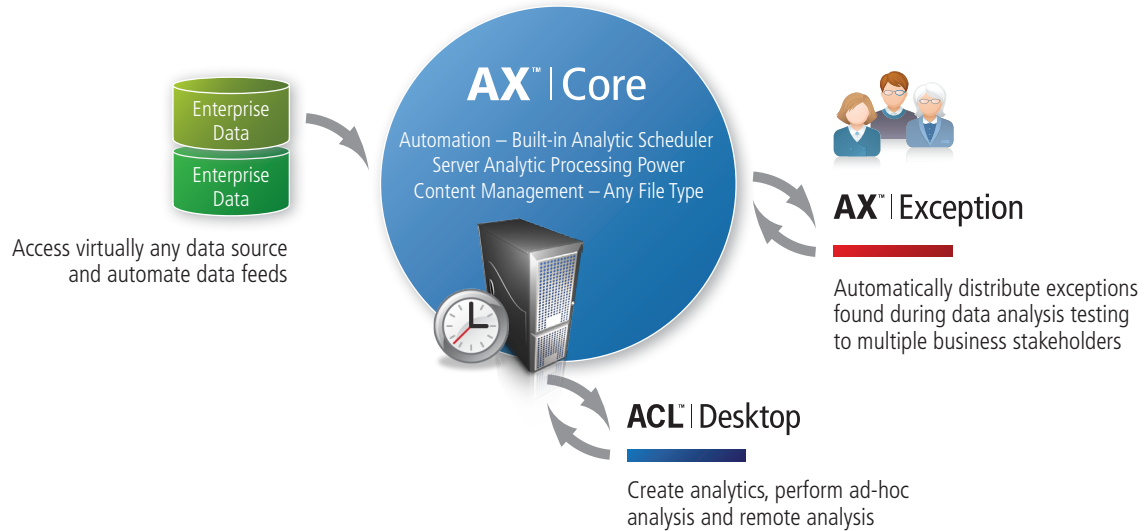 Enterprise
Data
Enterprise
Data
Access virtually any data source
and automate data feeds
AX™ | Core
Automation – Built-in Analytic Scheduler
Server Analytic Processing Power
Content Management – Any File Type
AX™ | Exception
Automatically distribute exceptions
found during data analysis testing
to multiple business stakeholders
ACL™ | Desktop
Create analytics, perform ad-hoc
analysis and remote analysis